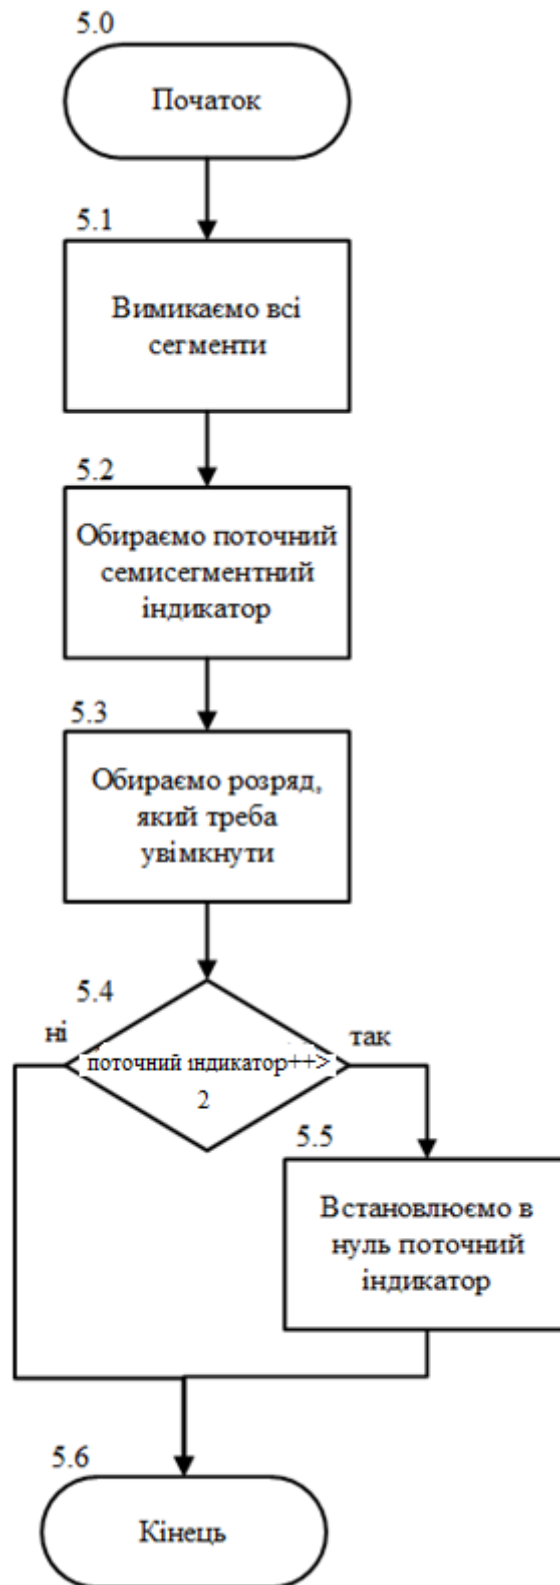 5.0
Початок
5.1
Вимикаємо всі
сегменти
5.2
Обираємо поточний
семисегментний
індикатор
5.3
Обираємо розряд,
який треба
увімкнути
5.4
ні
так
поточний індикатор++>
2
5.5
Встановлюємо в
нуль поточний
індикатор
5.6
Кінець